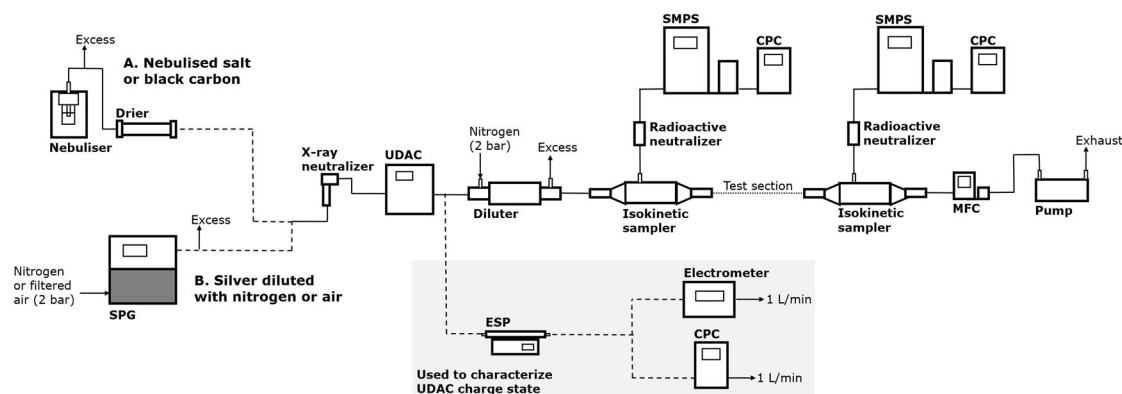 Excess
A. Nebulised salt
or black carbon
Drier
Nebuliser
X-ray
neutralizer
UDAC
Nitrogen
(2 bar)
Excess
Diluter
SMPS
CPC
Radioactive
neutralizer
Isokinetic
sampler
Test section
SMPS
CPC
Radioactive
neutralizer
Isokinetic
sampler
MFC
Exhaust
Pump
Excess
Nitrogen
or filtered
air (2 bar)
SPG
B. Silver diluted
with nitrogen or air
ESP
Used to characterize
UDAC charge state
Electrometer
1 L/min
CPC
1 L/min